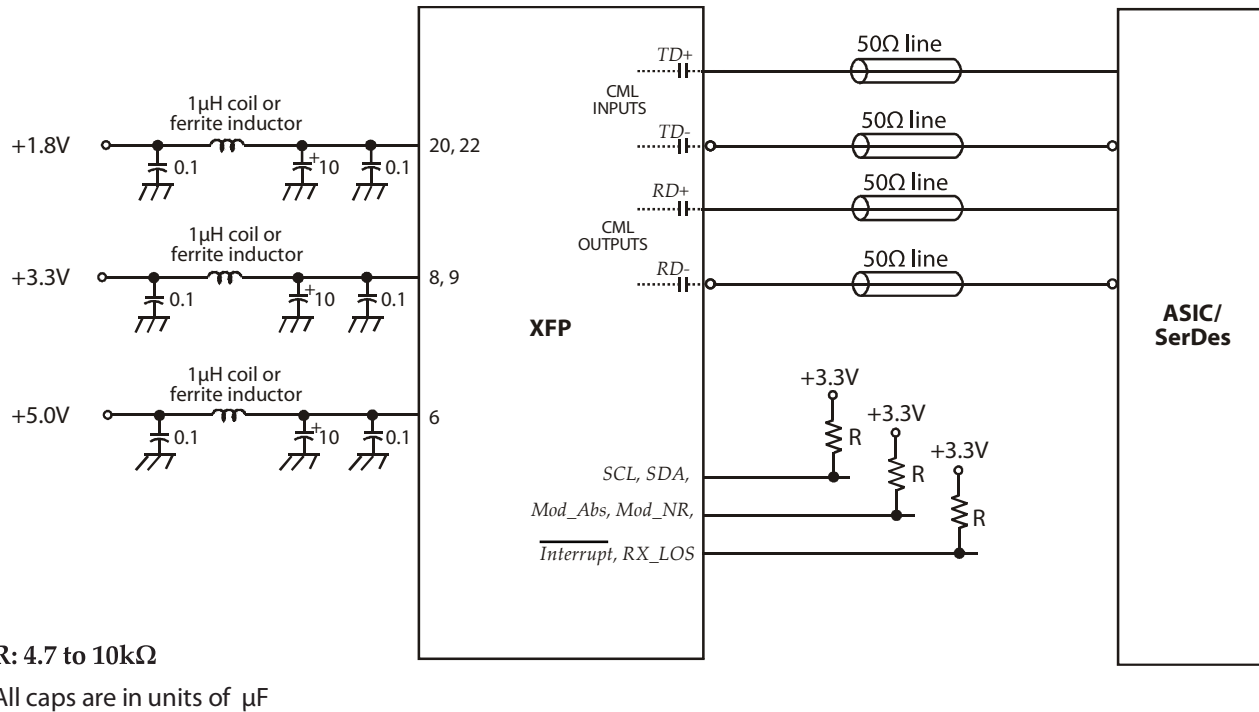 TD+
50Ω line
CML
INPUTS
1μH coil or
ferrite inductor
+1.8V
0.1
+
10
0.1
20, 22
TD-
50Ω line
RD+
50Ω line
CML
OUTPUTS
1μH coil or
ferrite inductor
+3.3V
0.1
+
10
0.1
8, 9
RD-
50Ω line
XFP
ASIC/
SerDes
1μH coil or
ferrite inductor
+5.0V
0.1
+
10
0.1
6
+3.3V
R
+3.3V
R
+3.3V
R
SCL, SDA,
Mod_Abs, Mod_NR,
Interrupt, RX_LOS
R: 4.7 to 10kΩ
All caps are in units of μF